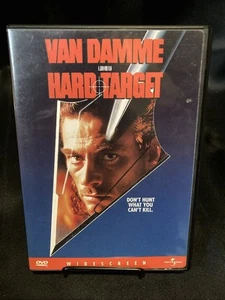 VAN DAMME
HARD TARGET
DON'T HUNT
WHAT YOU
CAN'T KILL.
DVD
WIDESCREEN